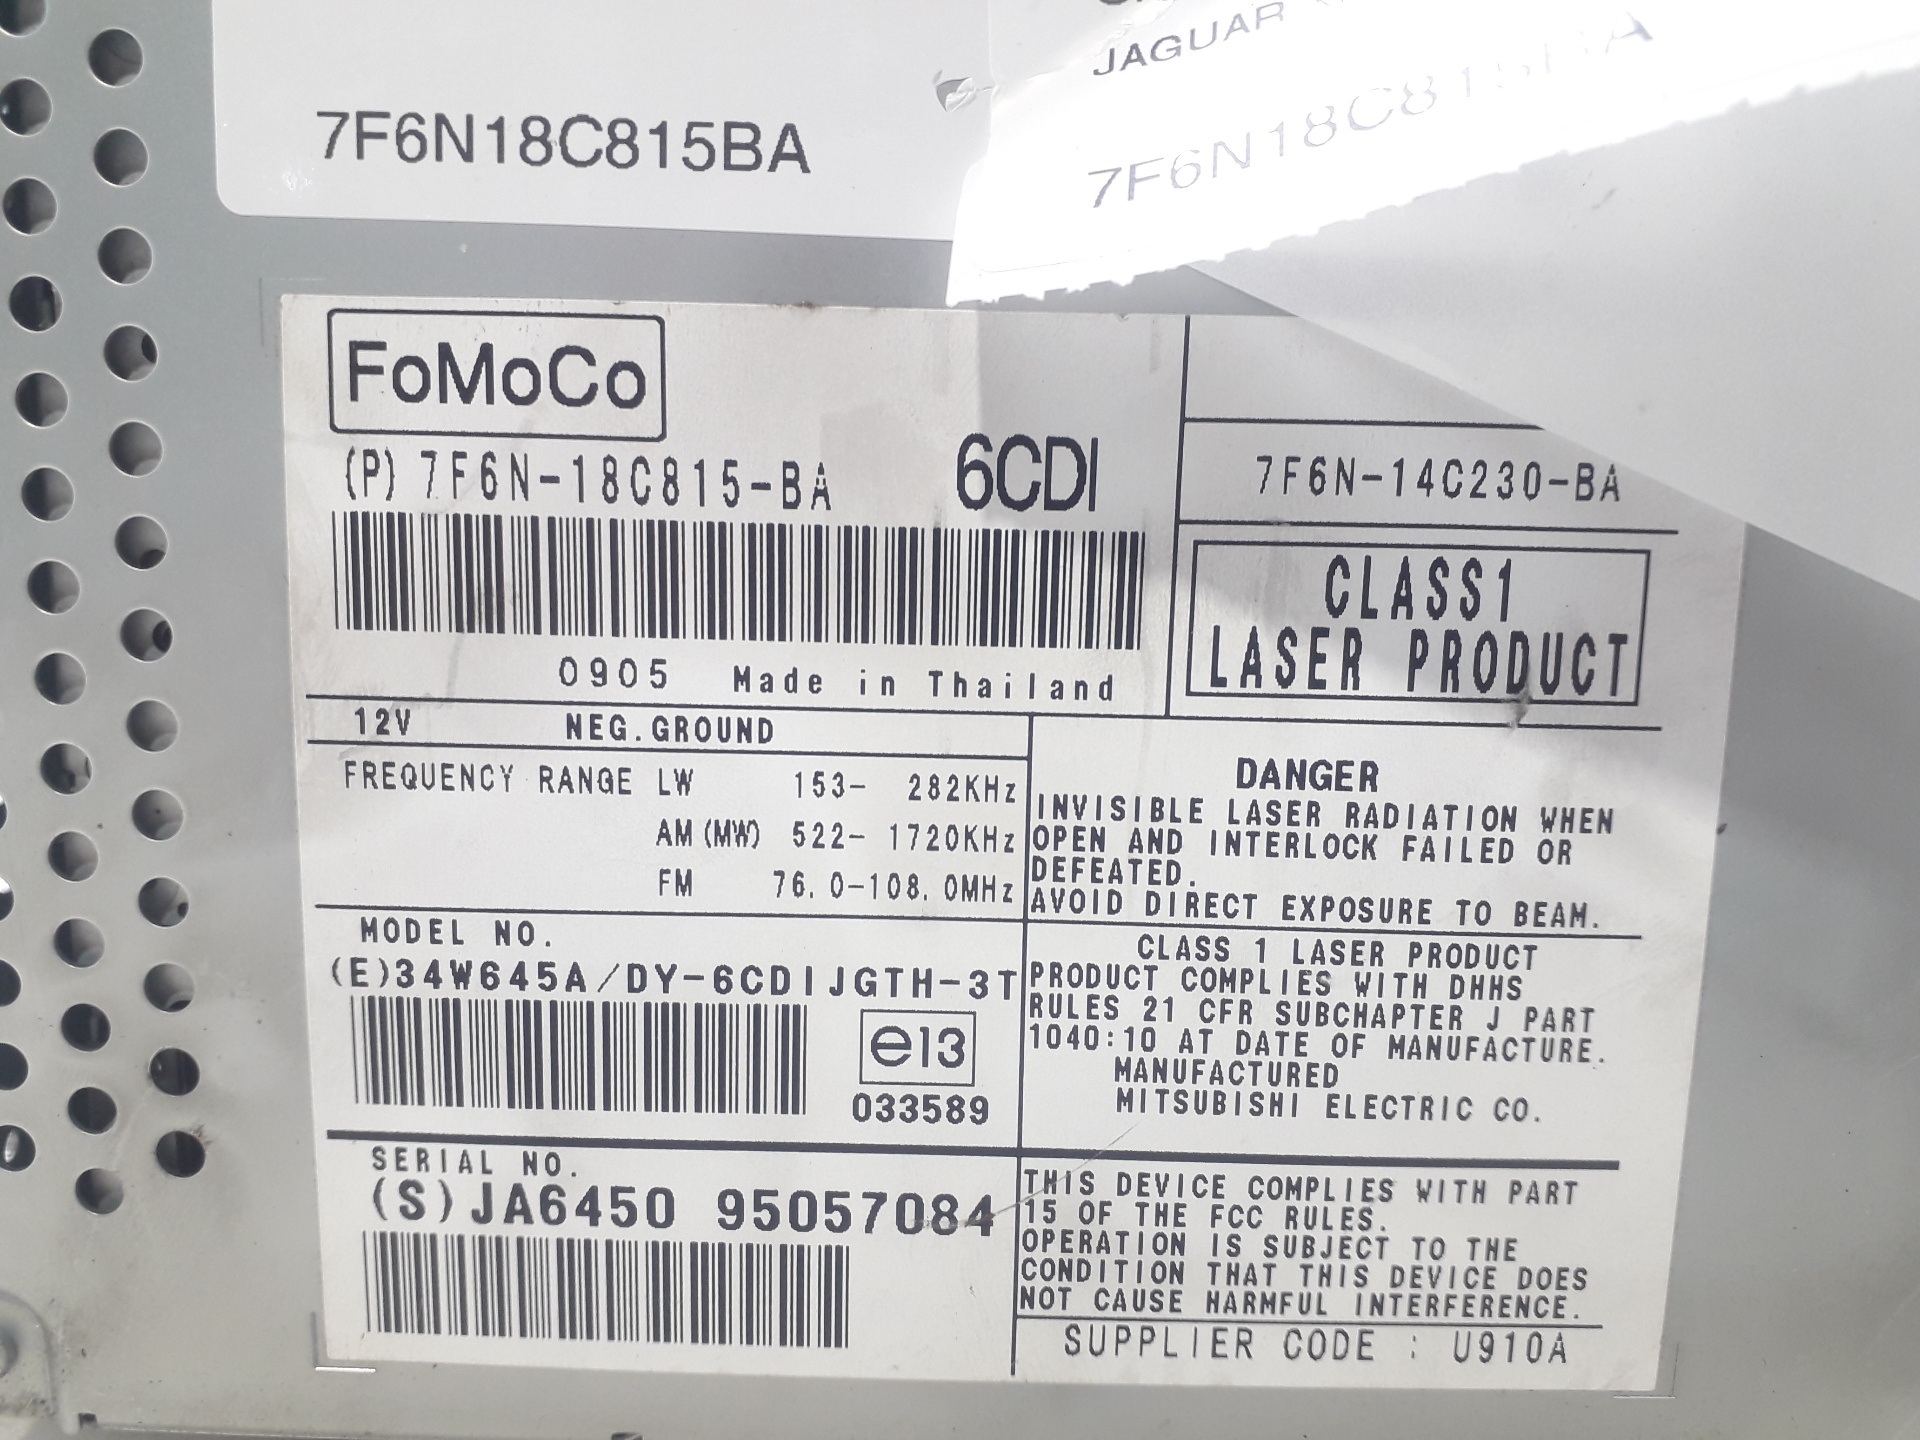 JAGUAR
7F6N18C815BA
7F6N18C815BA
FoMoCo
(P) 7F6N-18C815-BA 6CDI
7F6N-14C230-BA
CLASS1
LASER PRODUCT
0905 Made in Thailand
12V NEG.GROUND
FREQUENCY RANGE LW 153- 282KHz
AM (MW) 522- 1720KHz
FM 76.0-108.0MHz
DANGER
INVISIBLE LASER RADIATION WHEN
OPEN AND INTERLOCK FAILED OR
DEFEATED.
AVOID DIRECT EXPOSURE TO BEAM.
MODEL NO.
(E)34W645A/DY-6CDIJGTH-3T
e13
033589
CLASS 1 LASER PRODUCT
PRODUCT COMPLIES WITH DHHS
RULES 21 CFR SUBCHAPTER J PART
1040:10 AT DATE OF MANUFACTURE.
MANUFACTURED
MITSUBISHI ELECTRIC CO.
SERIAL NO.
(S)JA6450 95057084
THIS DEVICE COMPLIES WITH PART
15 OF THE FCC RULES.
OPERATION IS SUBJECT TO THE
CONDITION THAT THIS DEVICE DOES
NOT CAUSE HARMFUL INTERFERENCE.
SUPPLIER CODE : U910A